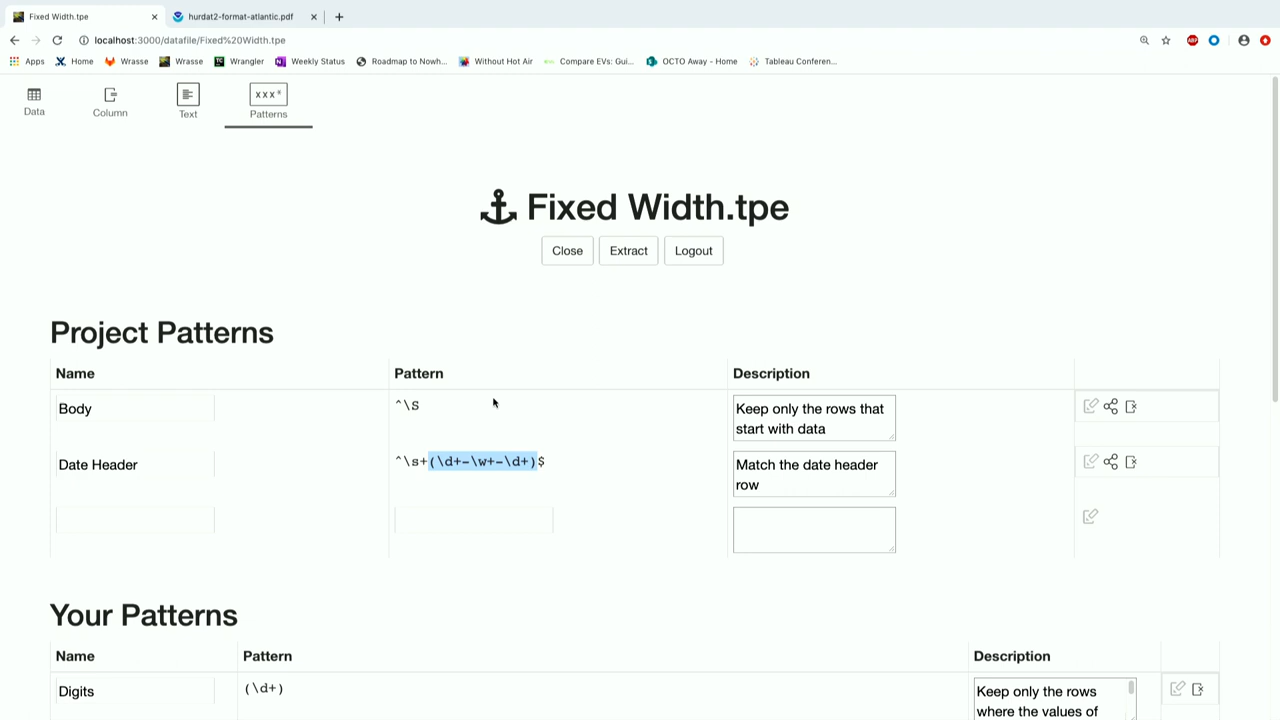 Fixed Width.tpe
hurdat2-format-atlantic.pdf
localhost:3000/datafile/Fixed%20Width.tpe
ABP
Apps
Home
Wrasse
Wrasse
Wrangler
Weekly Status
Roadmap to Nowh...
Without Hot Air
Compare EVs: Gui...
OCTO Away - Home
Tableau Conferen...
Data
Column
Text
xxx*
Patterns
Fixed Width.tpe
Close
Extract
Logout
Project Patterns
Name
Pattern
Description
Body
^\S
Keep only the rows that
start with data
Date Header
^\s+(\d+-\w+-\d+)$
Match the date header
row
Your Patterns
Name
Pattern
Description
Digits
(\d+)
Keep only the rows
where the values of